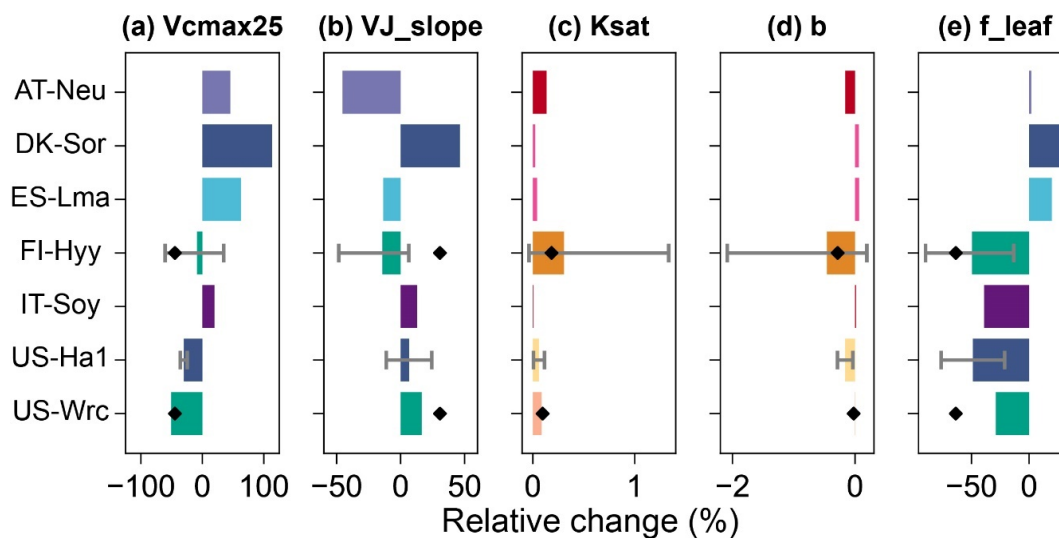 (a) Vcmax25 (b) VJ_slope (c) Ksat (d) b (e) f_leaf
AT-Neu
DK-Sor
ES-Lma
FI-Hyy
IT-Soy
US-Ha1
US-Wrc
−100 0 100 −50 0 50 0 1 −2 0 −50 0
Relative change (%)